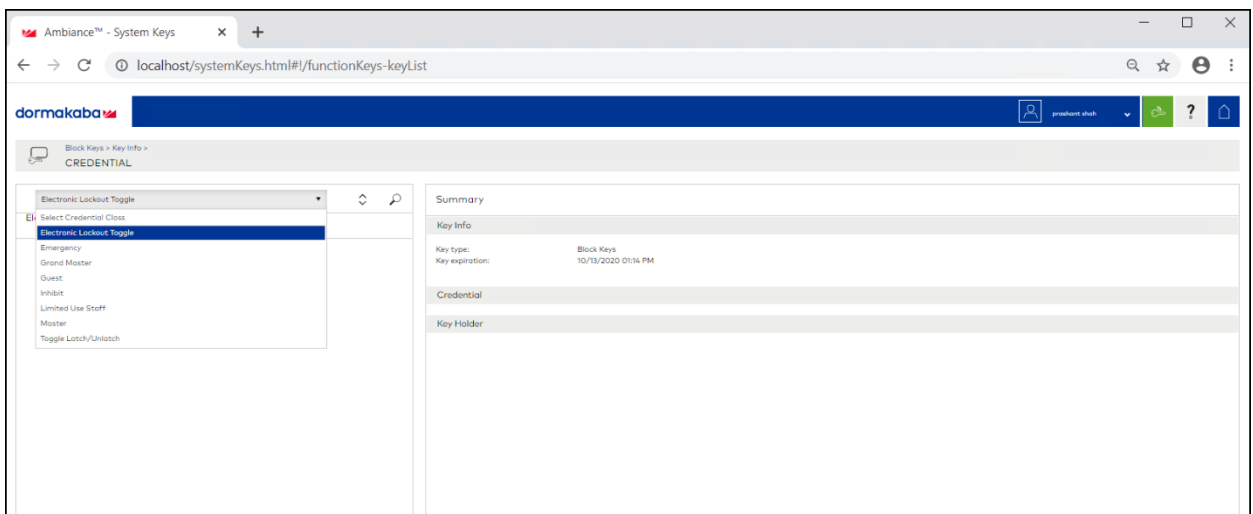 Ambiance™ - System Keys
localhost/systemKeys.html#!/functionKeys-keyList
dormakaba
prashant shah
?
Block Keys > Key Info >
CREDENTIAL
Electronic Lockout Toggle
Select Credential Class
Electronic Lockout Toggle
Emergency
Grand Master
Guest
Inhibit
Limited Use Staff
Master
Toggle Latch/Unlatch
Summary
Key Info
Key type: Block Keys
Key expiration: 10/13/2020 01:14 PM
Credential
Key Holder